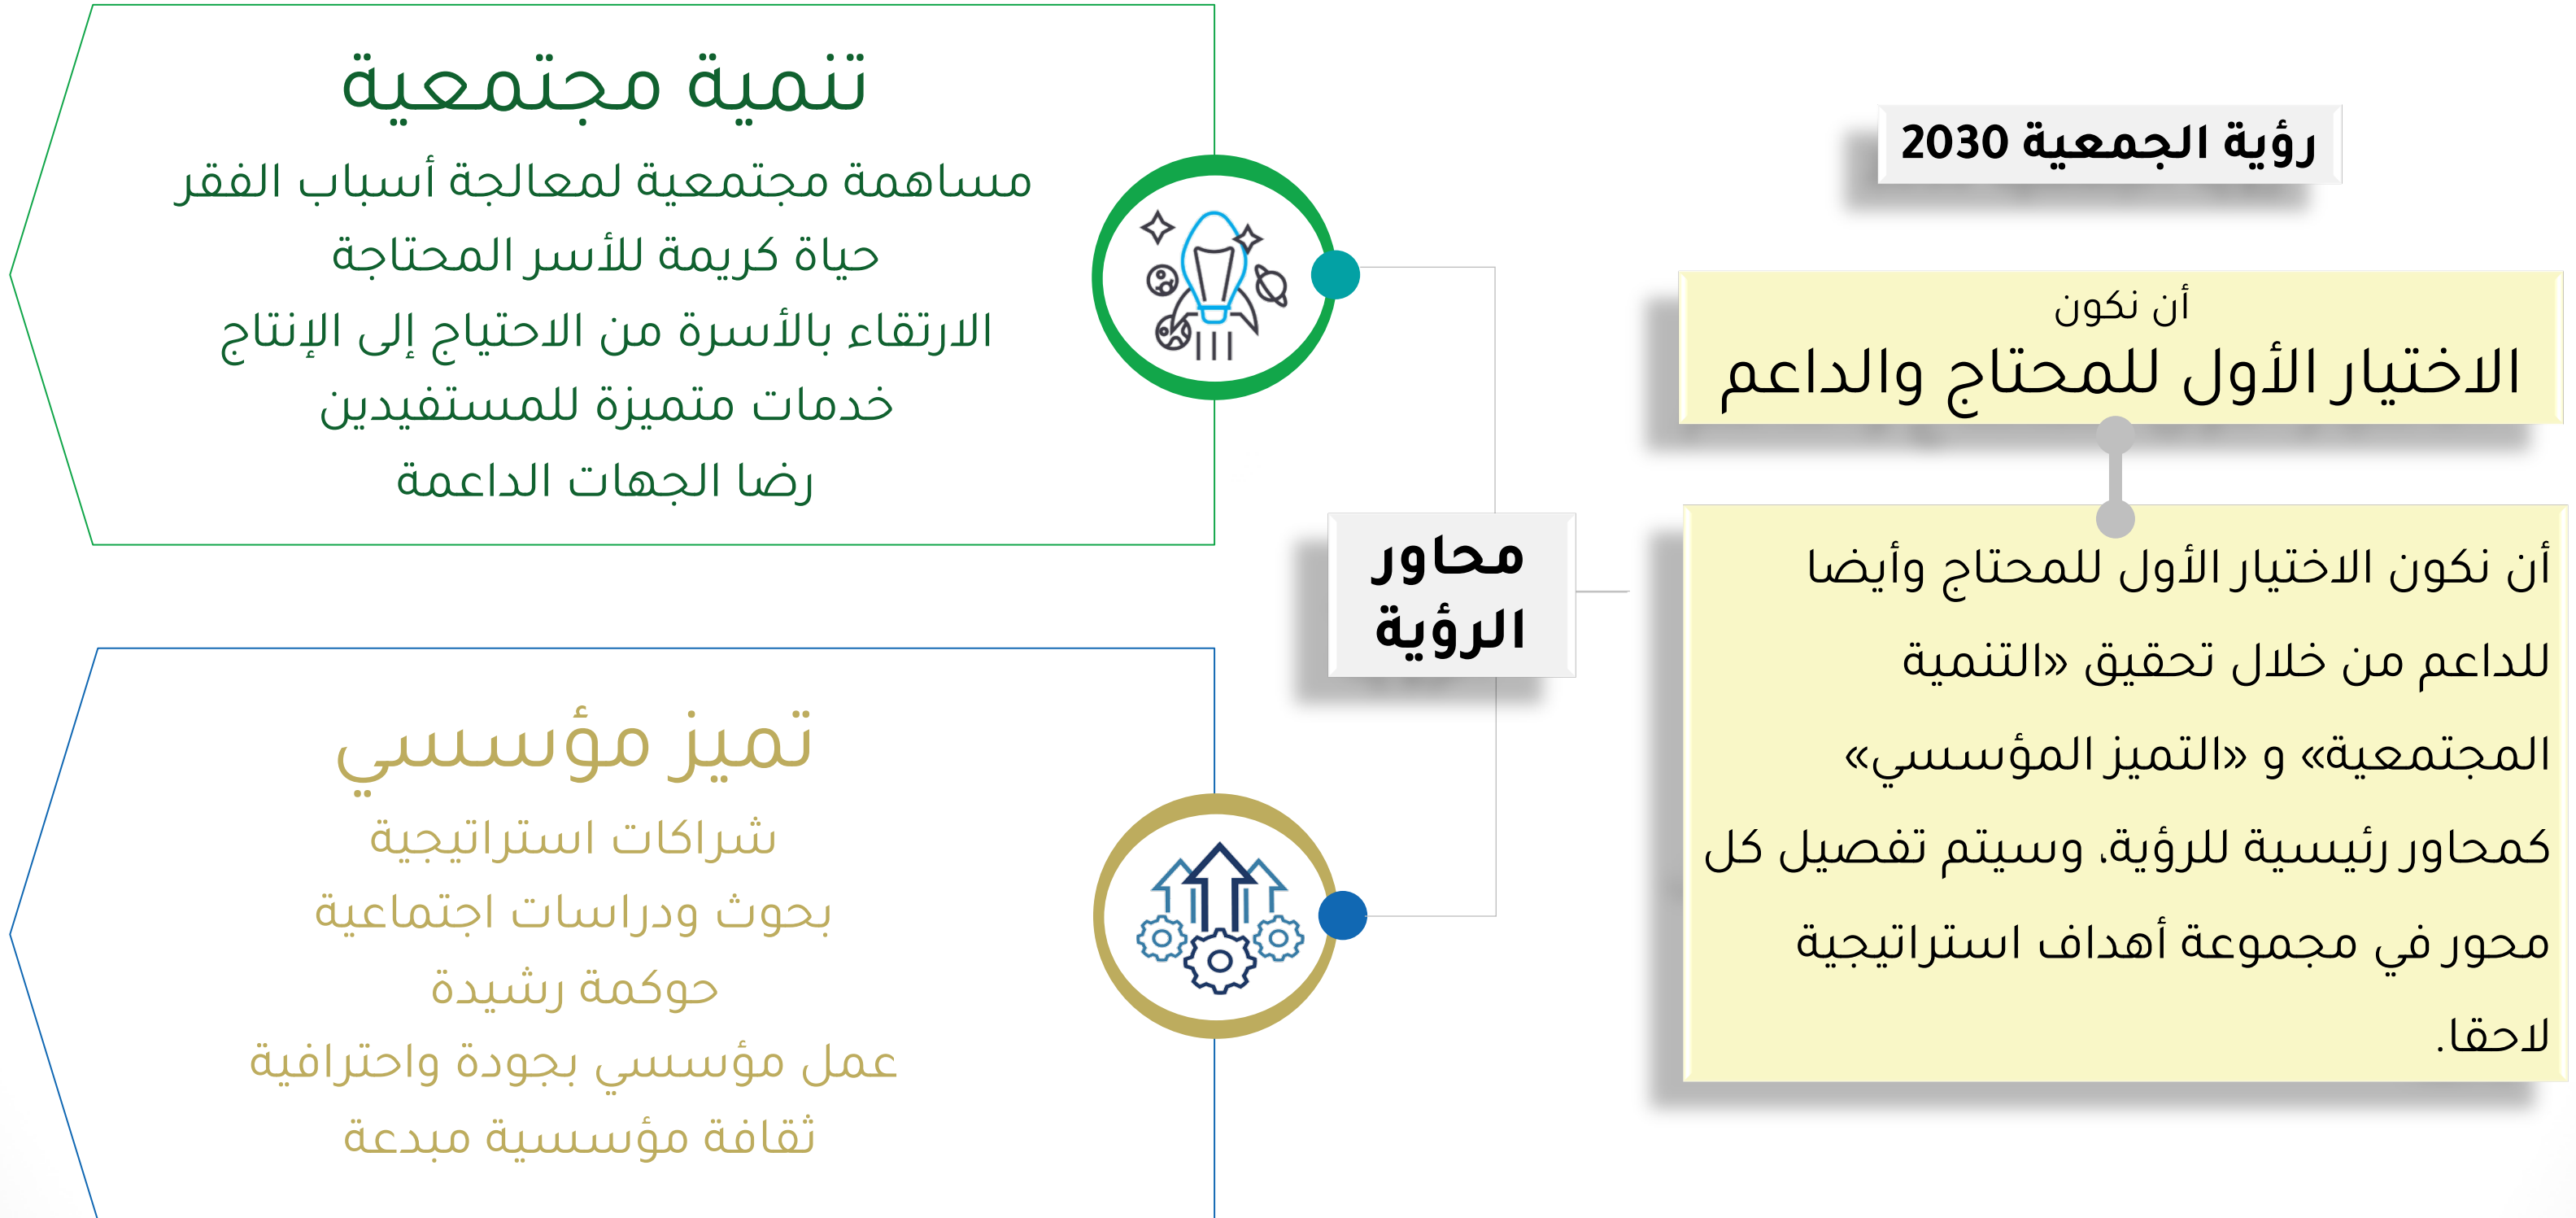 رؤية الجمعية 2030
أن نكون
الاختيار الأول للمحتاج والداعم
أن نكون الاختيار الأول للمحتاج وأيضا
للداعم من خلال تحقيق «التنمية
المجتمعية» و «التميز المؤسسي»
كمحاور رئيسية للرؤية، وسيتم تفصيل كل
محور في مجموعة أهداف استراتيجية
لاحقا.
محاور
الرؤية
تنمية مجتمعية
مساهمة مجتمعية لمعالجة أسباب الفقر
حياة كريمة للأسر المحتاجة
الارتقاء بالأسرة من الاحتياج إلى الإنتاج
خدمات متميزة للمستفيدين
رضا الجهات الداعمة
تميز مؤسسي
شراكات استراتيجية
بحوث ودراسات اجتماعية
حوكمة رشيدة
عمل مؤسسي بجودة واحترافية
ثقافة مؤسسية مبدعة